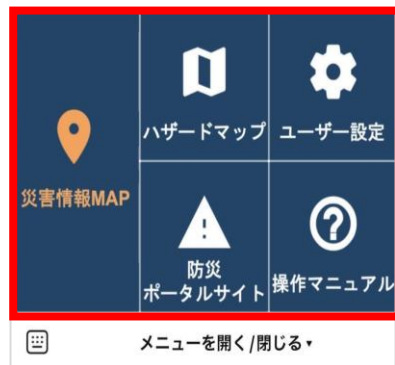 災害情報MAP
ハザードマップ
ユーザー設定
防災
ポータルサイト
操作マニュアル
メニューを開く/閉じる▾